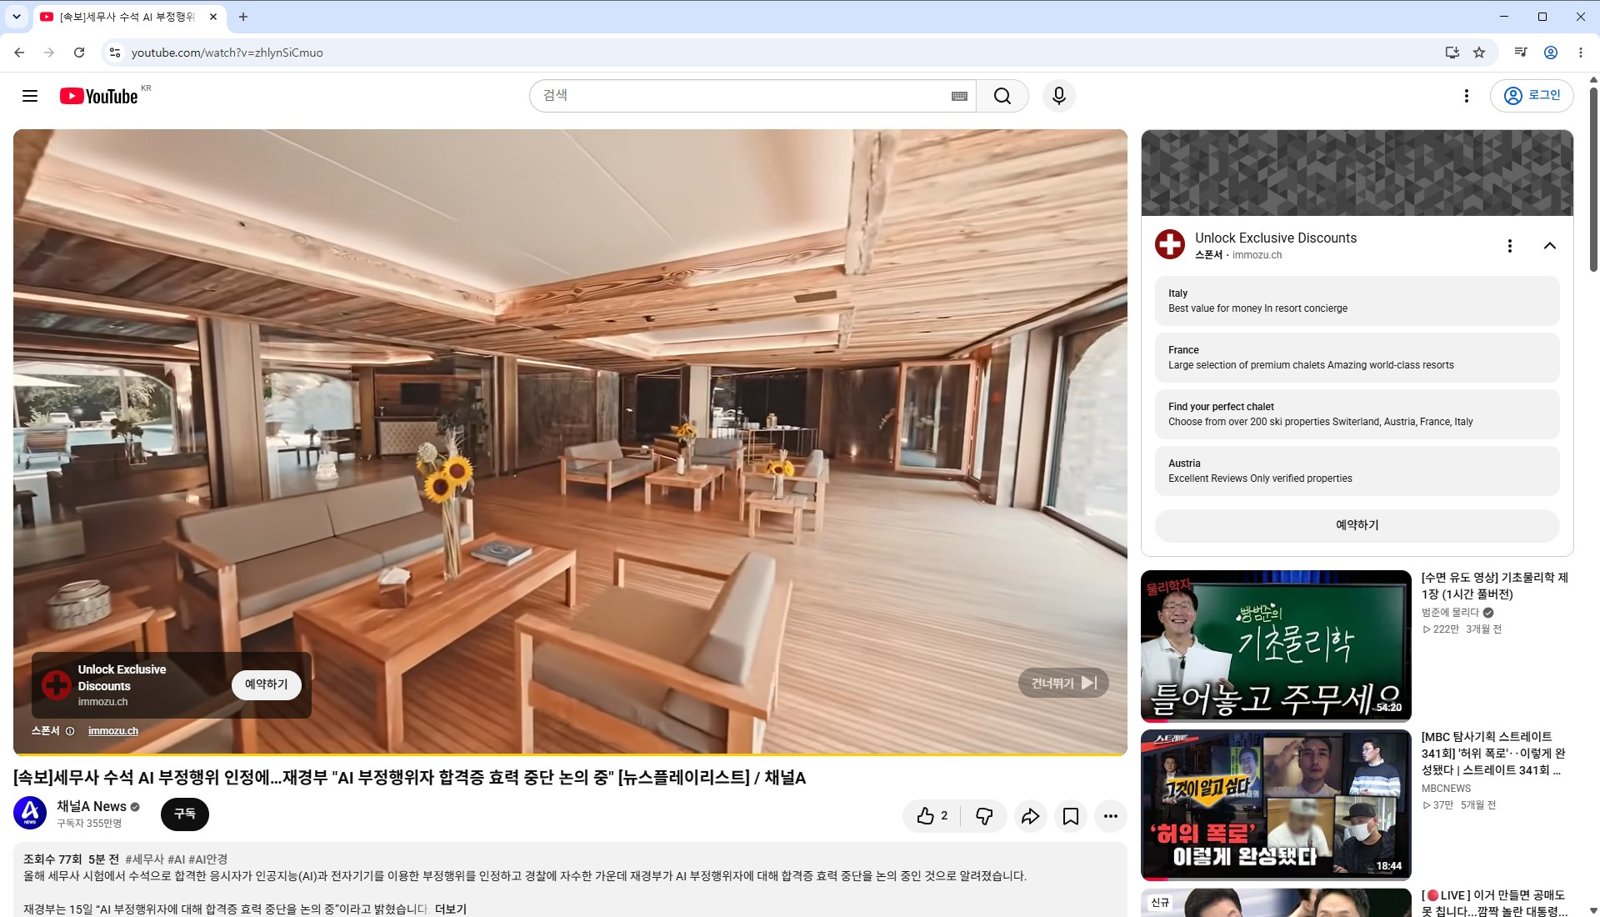 [속보]세무사 수석 AI 부정행위
youtube.com/watch?v=zhlynSiCmuo
YouTube KR
검색
로그인
Unlock Exclusive Discounts
immozu.ch
예약하기
건너뛰기
스폰서
immozu.ch
[속보]세무사 수석 AI 부정행위 인정에...재경부 "AI 부정행위자 합격증 효력 중단 논의 중" [뉴스플레이리스트] / 채널A
채널A News
구독자 355만명
구독
2
조회수 77회 5분 전 #세무사 #AI #AI안경
올해 세무사 시험에서 수석으로 합격한 응시자가 인공지능(AI)과 전자기기를 이용한 부정행위를 인정하고 경찰에 자수한 가운데 재경부가 AI 부정행위자에 대해 합격증 효력 중단을 논의 중인 것으로 알려졌습니다.
재경부는 15일 “AI 부정행위자에 대해 합격증 효력 중단을 논의 중”이라고 밝혔습니다. 더보기
Unlock Exclusive Discounts
스폰서 · immozu.ch
Italy
Best value for money In resort concierge
France
Large selection of premium chalets Amazing world-class resorts
Find your perfect chalet
Choose from over 200 ski properties Switerland, Austria, France, Italy
Austria
Excellent Reviews Only verified properties
예약하기
물리학자
빵범준의
기초물리학
틀어놓고 주무세요
54:20
[수면 유도 영상] 기초물리학 제
1장 (1시간 풀버전)
범준에 물리다
222만 3개월 전
스트레이트
그것이 알고싶다
'허위 폭로'
이렇게 완성됐다
18:44
[MBC 탐사기획 스트레이트
341회] '허위 폭로'‥이렇게 완
성됐다 | 스트레이트 341회 ...
MBCNEWS
37만 5개월 전
신규
[🔴LIVE] 이거 만들면 공매도
못 칩니다...깜짝 놀란 대통령...